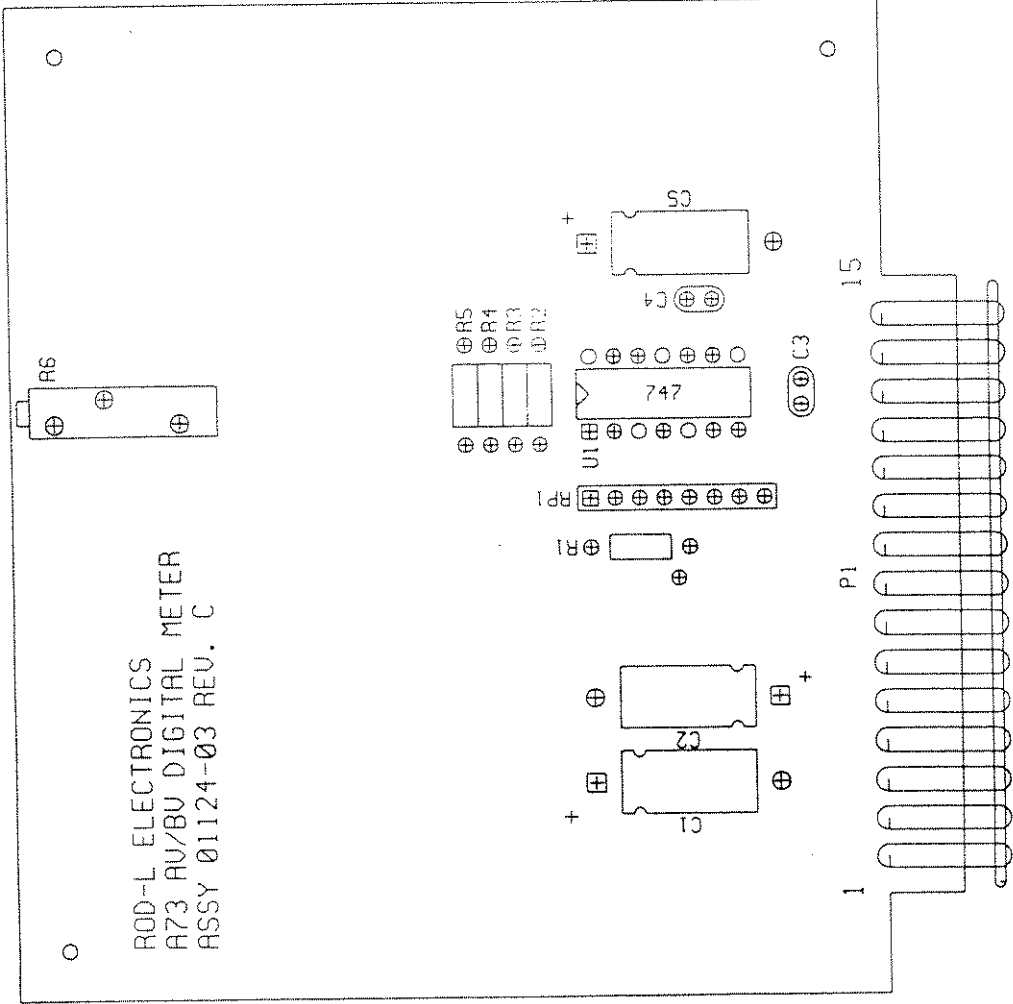 ROD-L ELECTRONICS
A73 AV/BV DIGITAL METER
ASSY 01124-03 REV. C
R6
R5
R4
R3
R2
+
C5
C4
15
747
U1
C3
RP1
R1
P1
+
C2
+
C1
1